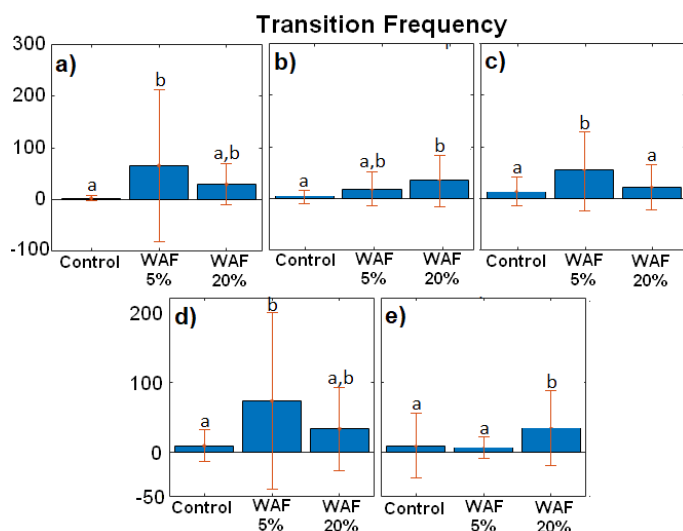 Transition Frequency
300
200
100
0
-100
a)
a
b
a,b
Control
WAF
5%
WAF
20%
b)
a
a,b
b
Control
WAF
5%
WAF
20%
c)
a
b
a
Control
WAF
5%
WAF
20%
200
100
0
-50
d)
a
b
a,b
Control
WAF
5%
WAF
20%
e)
a
a
b
Control
WAF
5%
WAF
20%